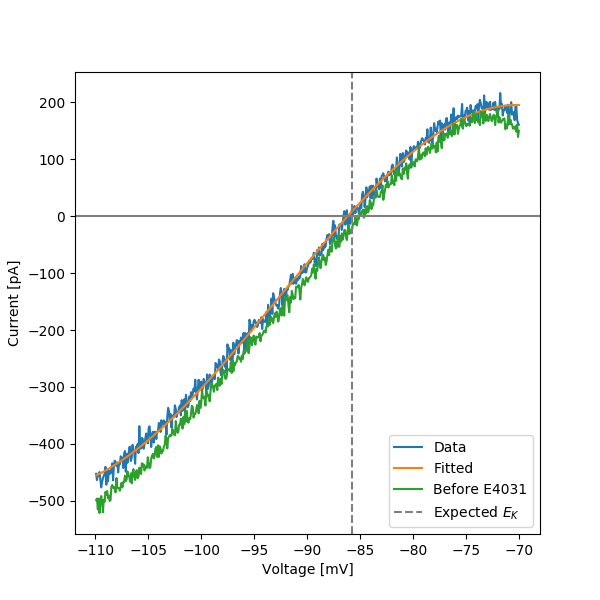 200
100
0
−100
−200
−300
−400
−500
Current [pA]
Data
Fitted
Before E4031
Expected E_K
−110 −105 −100 −95 −90 −85 −80 −75 −70
Voltage [mV]